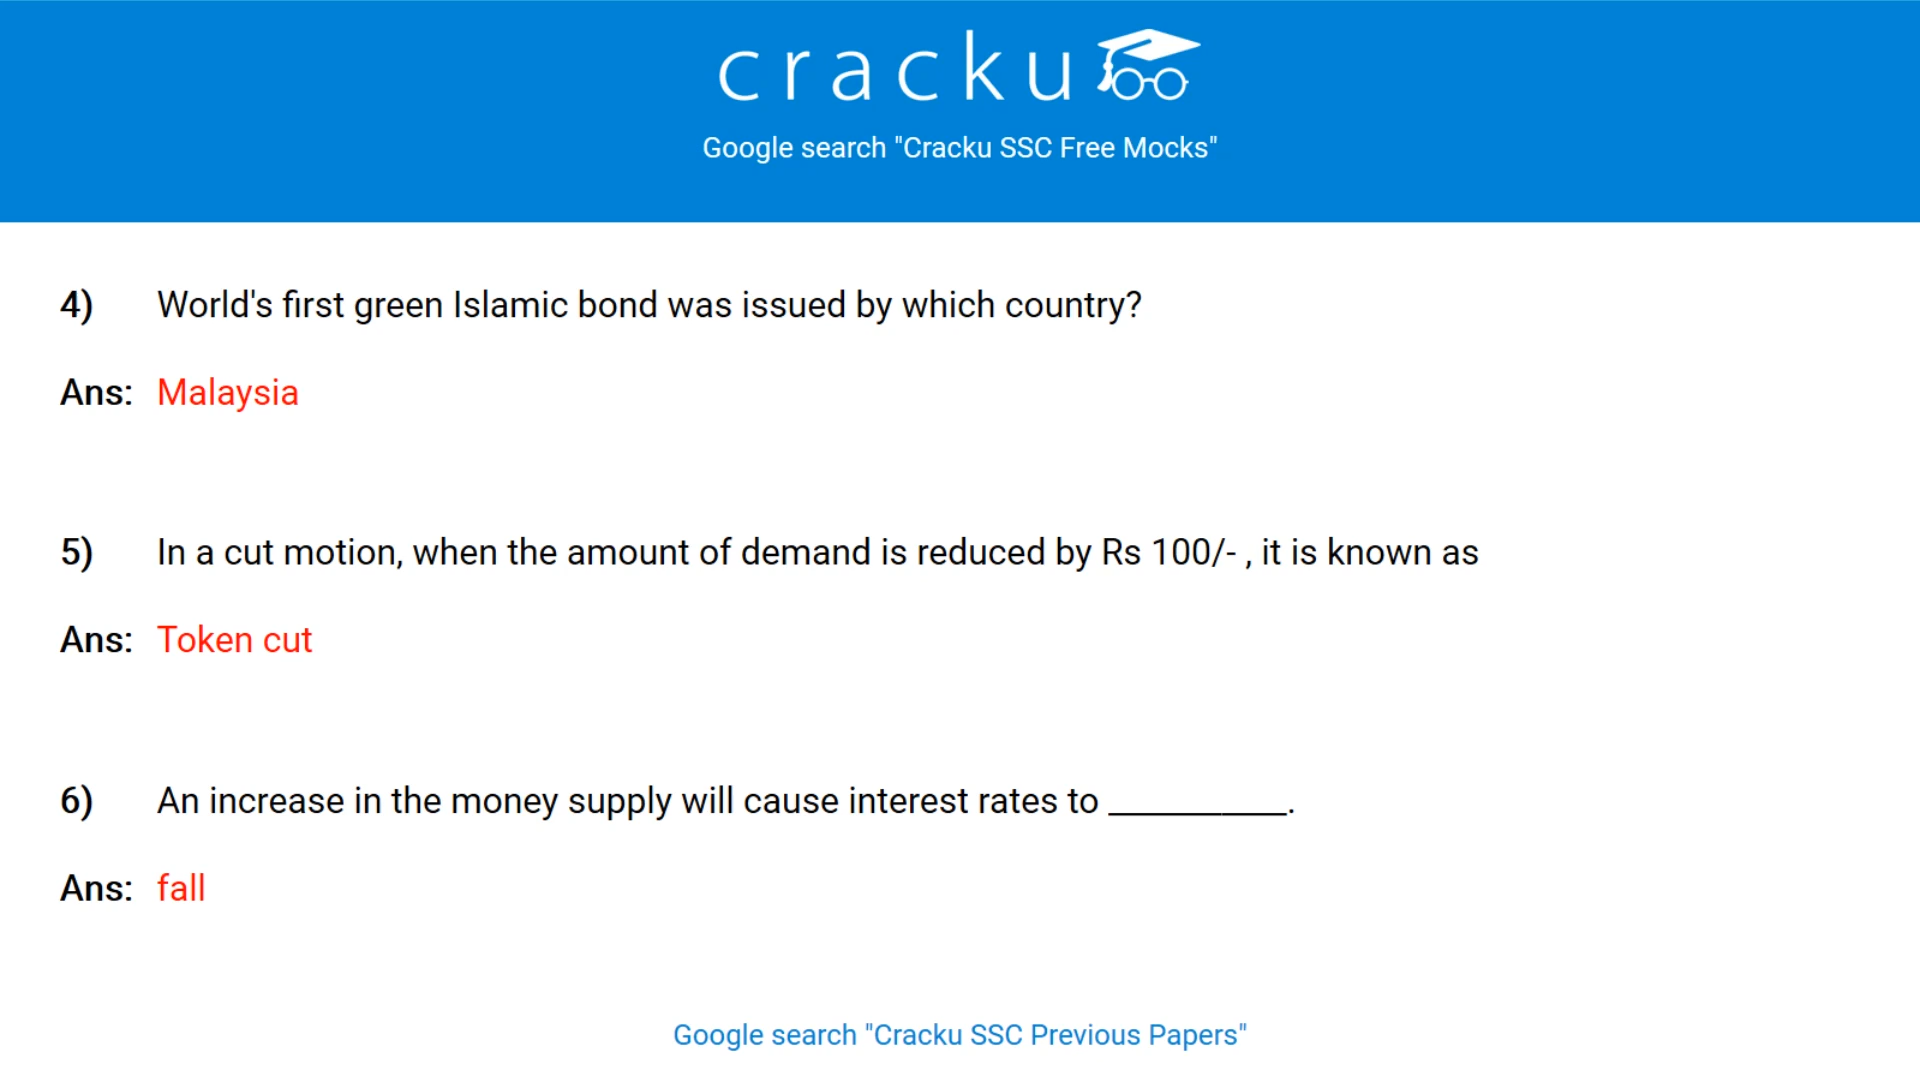 cracku
Google search "Cracku SSC Free Mocks"
4) World's first green Islamic bond was issued by which country?
Ans: Malaysia
5) In a cut motion, when the amount of demand is reduced by Rs 100/- , it is known as
Ans: Token cut
6) An increase in the money supply will cause interest rates to ___________.
Ans: fall
Google search "Cracku SSC Previous Papers"